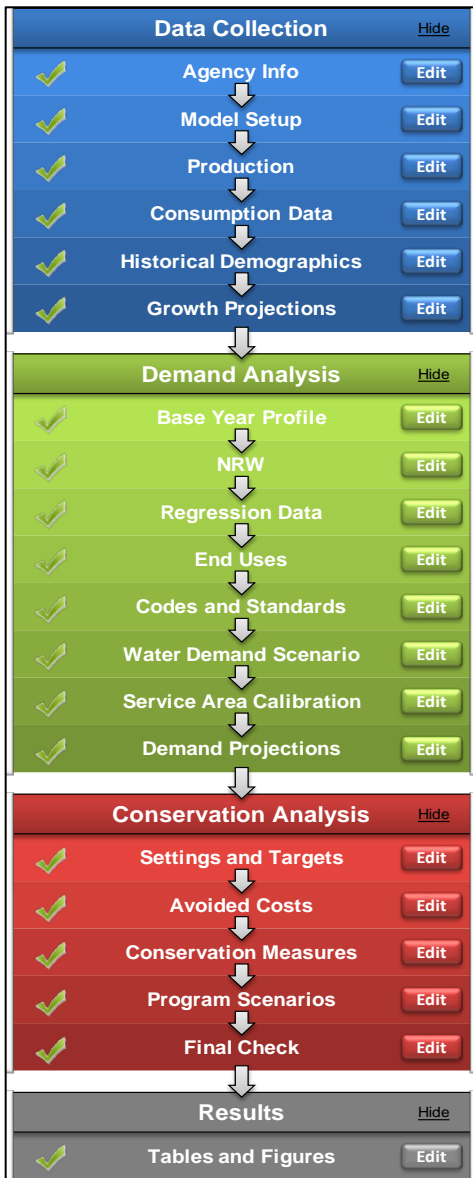 Data Collection Hide
Agency Info Edit
Model Setup Edit
Production Edit
Consumption Data Edit
Historical Demographics Edit
Growth Projections Edit
Demand Analysis Hide
Base Year Profile Edit
NRW Edit
Regression Data Edit
End Uses Edit
Codes and Standards Edit
Water Demand Scenario Edit
Service Area Calibration Edit
Demand Projections Edit
Conservation Analysis Hide
Settings and Targets Edit
Avoided Costs Edit
Conservation Measures Edit
Program Scenarios Edit
Final Check Edit
Results Hide
Tables and Figures Edit